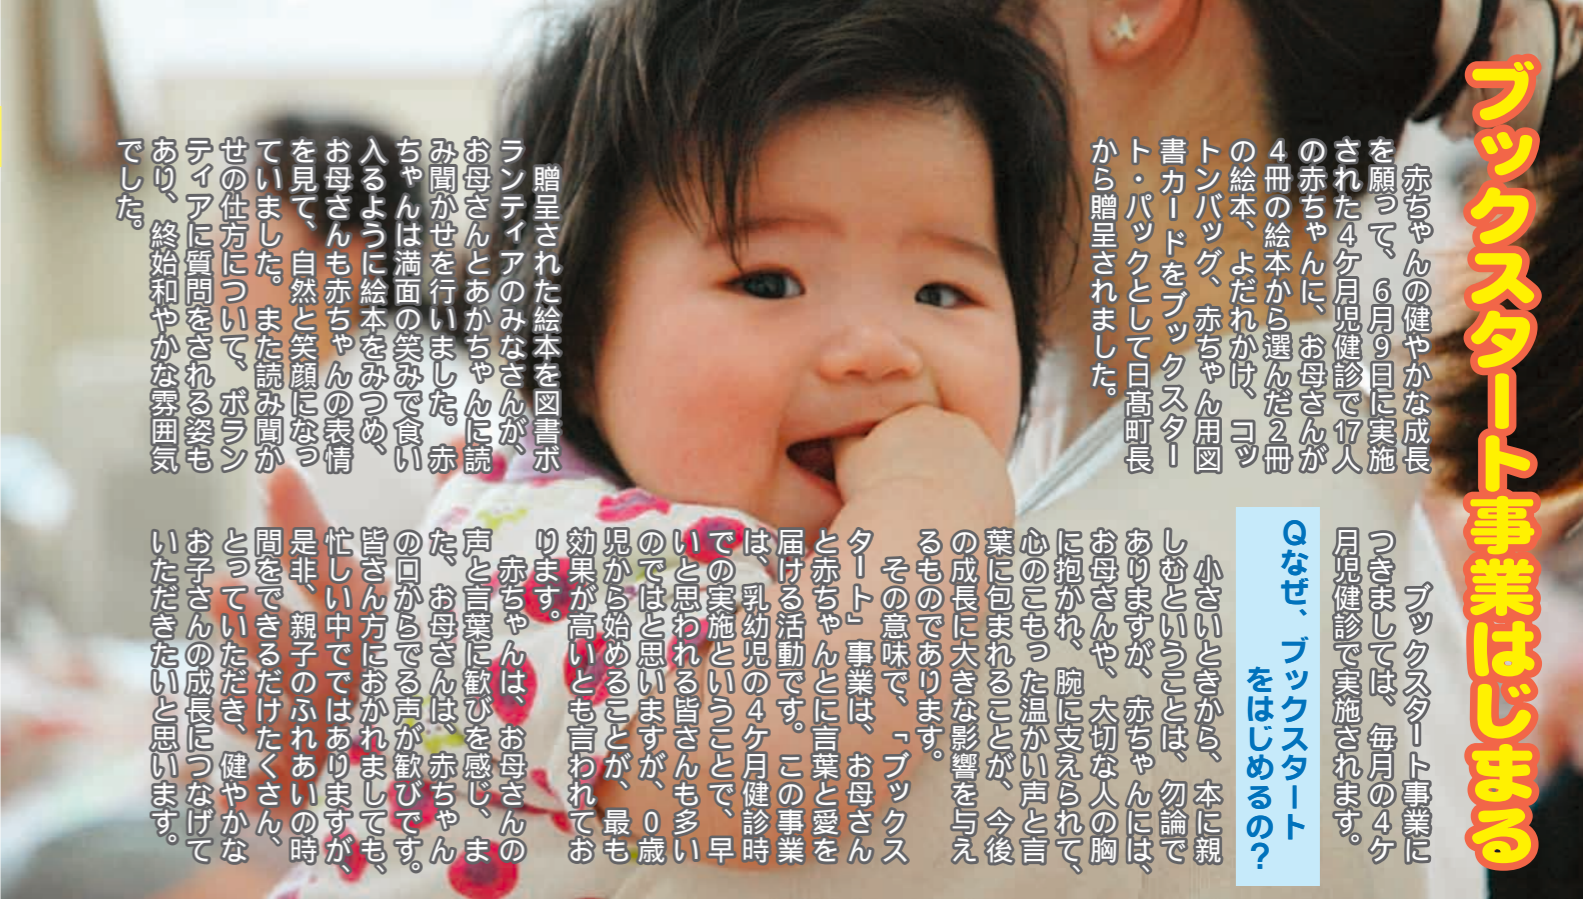 ブックスタート事業はじまる
赤ちゃんの健やかな成長
を願って、6月9日に実施
された4ケ月児健診で17人
の赤ちゃんに、お母さんが
4冊の絵本から選んだ2冊
の絵本、よだれかけ、コッ
トンバッグ、赤ちゃん用図
書カードをブックスター
ト・パックとして日髙町長
から贈呈されました。
贈呈された絵本を図書ボ
ランティアのみなさんが、
お母さんとあかちゃんに読
み聞かせを行いました。赤
ちゃんは満面の笑みで食い
入るように絵本をみつめ、
お母さんも赤ちゃんの表情
を見て、自然と笑顔になっ
ていました。また読み聞か
せの仕方について、ボラン
ティアに質問をされる姿も
あり、終始和やかな雰囲気
でした。
ブックスタート事業に
つきましては、毎月の4ケ
月児健診で実施されます。
Qなぜ、ブックスタート
をはじめるの？
小さいときから、本に親
しむということは、勿論で
ありますが、赤ちゃんには、
お母さんや、大切な人の胸
に抱かれ、腕に支えられて、
心のこもった温かい声と言
葉に包まれることが、今後
の成長に大きな影響を与え
るものであります。
その意味で、「ブックス
タート」事業は、お母さん
と赤ちゃんとに言葉と愛を
届ける活動です。この事業
は、乳幼児の4ケ月健診時
での実施ということで、早
いと思われる皆さんも多い
のではと思いますが、0歳
児から始めることが、最も
効果が高いとも言われてお
ります。
赤ちゃんは、お母さんの
声と言葉に歓びを感じ、ま
た、お母さんは、赤ちゃん
の口からでる声が歓びです。
皆さん方におかれましても、
忙しい中でではありますが、
是非、親子のふれあいの時
間をできるだけたくさん、
とっていただき、健やかな
お子さんの成長につなげて
いただきたいと思います。